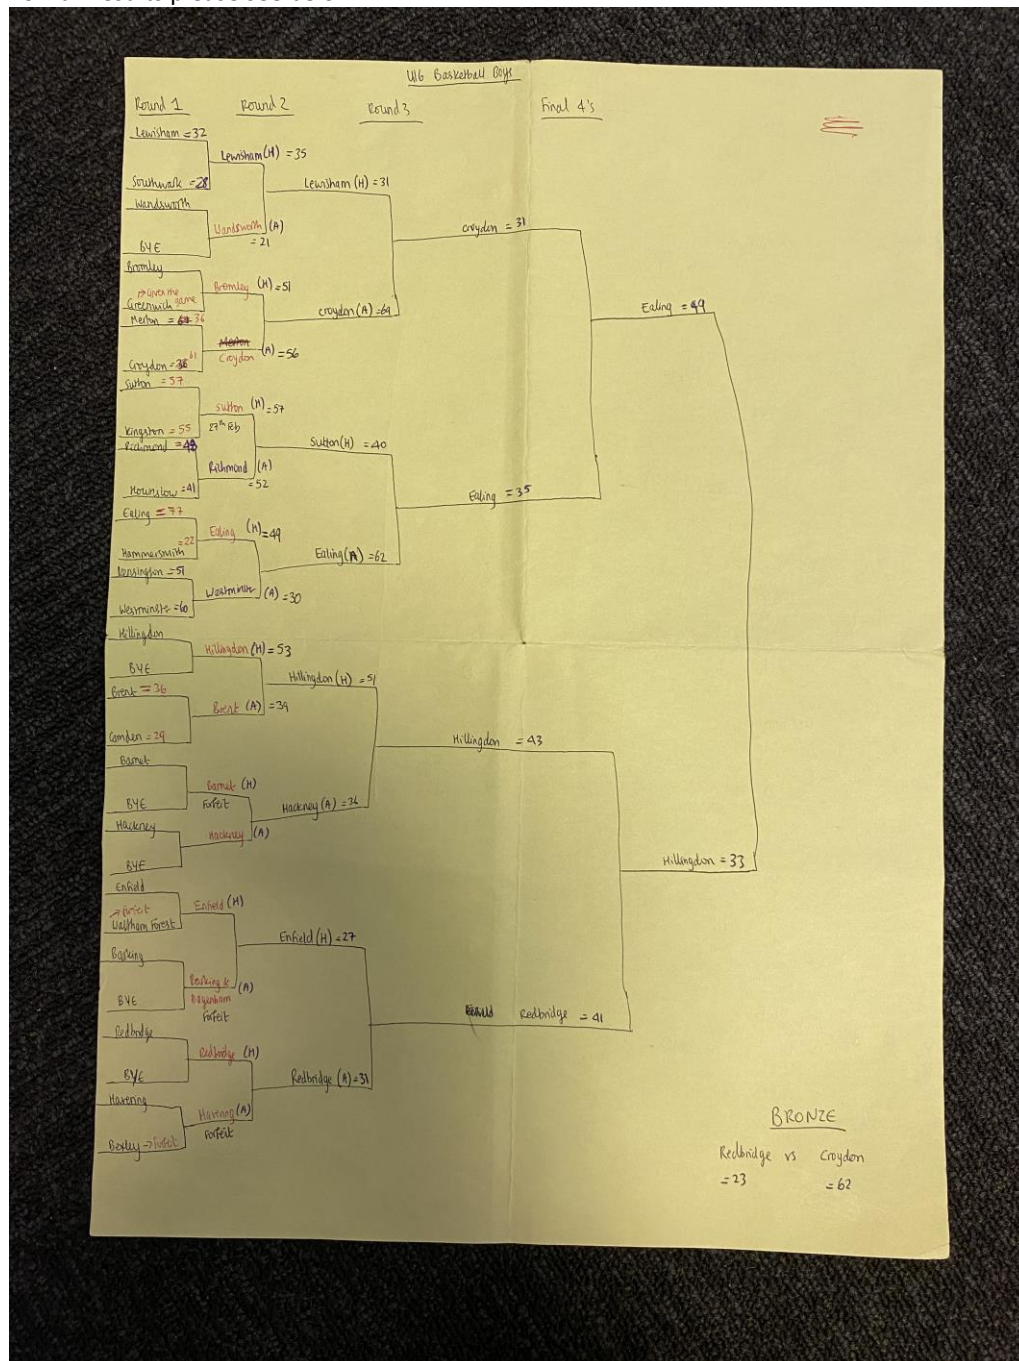 U16 Basketball Boys
Round 1
Round 2
Round 3
Final 4's
Lewisham = 32
Southwark = 28
Wandsworth
BYE
Bromley
Greenwich → Given the game
Merton = 36
Croydon = 61
Sutton = 57
Kingston = 55
Richmond =
Hounslow = 41
Ealing = 77
Hammersmith = 22
Kensington = 51
Westminste = 60
Hillingdon
BYE
Brent = 36
Camden = 29
Barnet
BYE
Hackney
BYE
Enfield
→ forfeit
Waltham Forest
Barking
BYE
Redbridge
BYE
Havering
Bexley → forfeit
Lewisham (H) = 35
Wandsworth (A)
= 21
Bromley (H) = 51
Merton
Croydon (A) = 56
Sutton (H) = 57
27th Feb
Richmond (A)
= 52
Ealing (H) = 49
Westminster (A) = 30
Hillingdon (H) = 53
Brent (A) = 39
Barnet (H)
Forfeit
Hackney (A)
Enfield (H)
Barking &
Dagenham (A)
Forfeit
Redbridge (H)
Havering (A)
Forfeit
Lewisham (H) = 31
Croydon (A) = 69
Sutton (H) = 40
Ealing (A) = 62
Hillingdon (H) = 51
Hackney (A) = 36
Enfield (H) = 27
Redbridge (A) = 31
Croydon = 31
Ealing = 35
Hillingdon = 43
Redbridge = 41
Ealing = 49
Hillingdon = 33
BRONZE
Redbridge vs Croydon
= 23 = 62